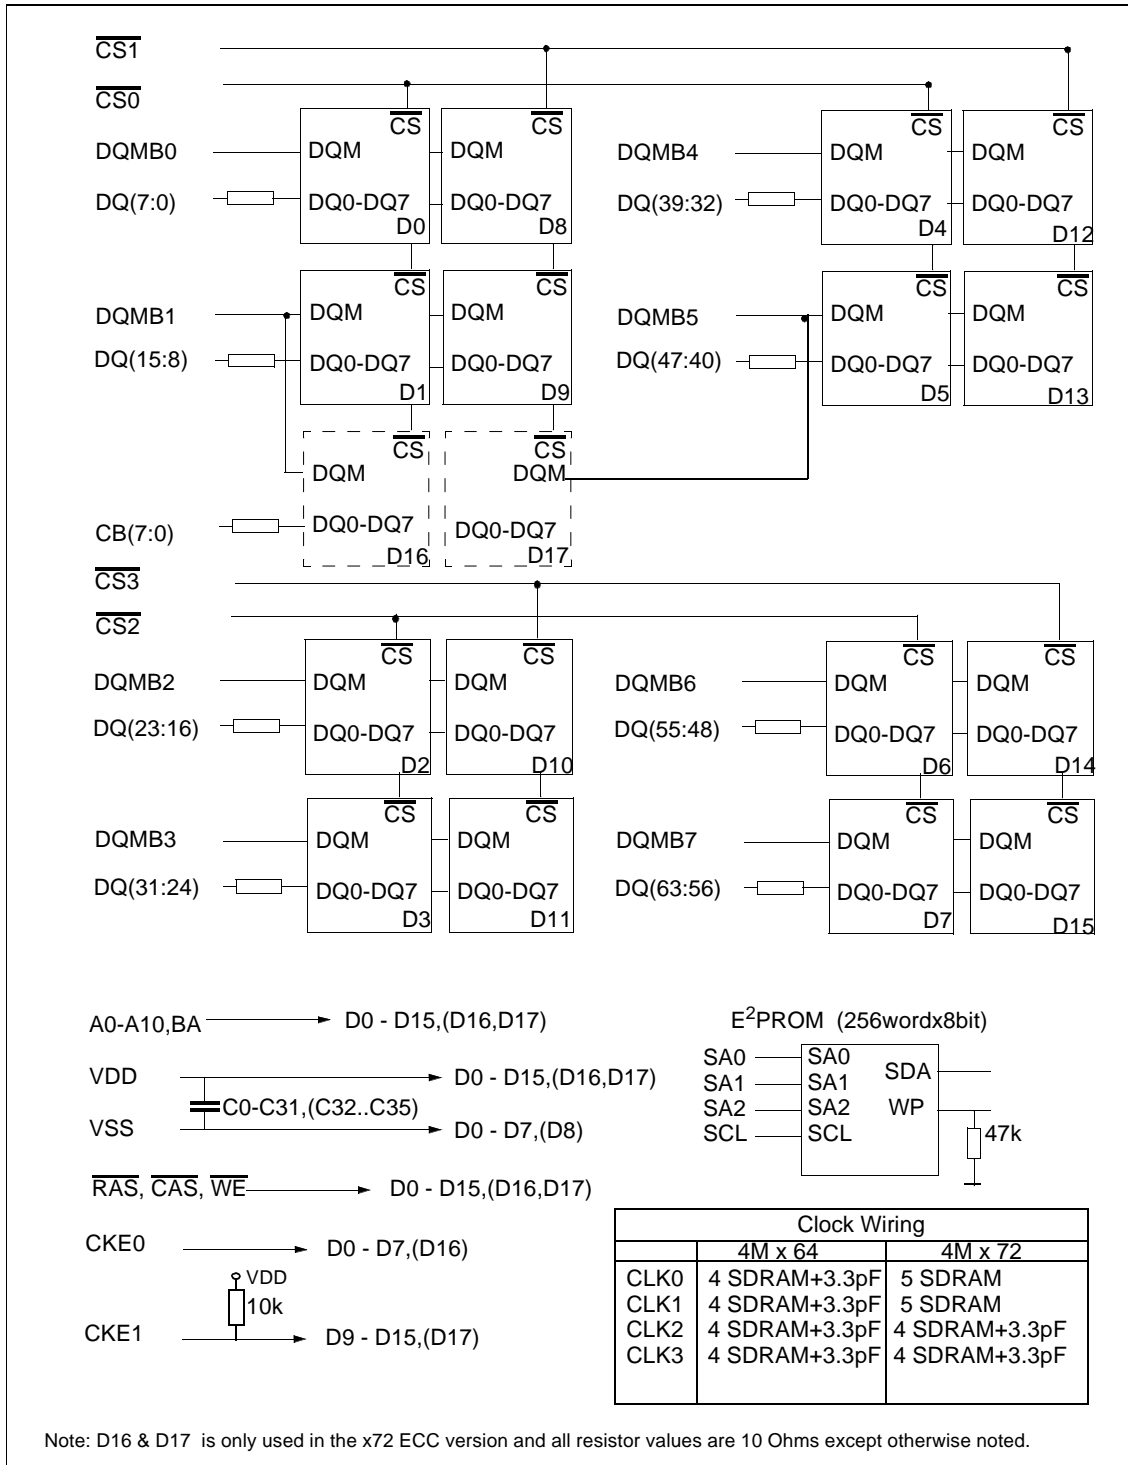 CS1
CS0
CS CS CS CS
DQMB0 DQM DQM DQMB4 DQM DQM
DQ(7:0) DQ0-DQ7 DQ0-DQ7 DQ(39:32) DQ0-DQ7 DQ0-DQ7
D0 D8 D4 D12
CS CS CS CS
DQMB1 DQM DQM DQMB5 DQM DQM
DQ(15:8) DQ0-DQ7 DQ0-DQ7 DQ(47:40) DQ0-DQ7 DQ0-DQ7
D1 D9 D5 D13
CS CS
DQM DQM
CB(7:0) DQ0-DQ7 DQ0-DQ7
D16 D17
CS3
CS2
CS CS CS CS
DQMB2 DQM DQM DQMB6 DQM DQM
DQ(23:16) DQ0-DQ7 DQ0-DQ7 DQ(55:48) DQ0-DQ7 DQ0-DQ7
D2 D10 D6 D14
CS CS CS CS
DQMB3 DQM DQM DQMB7 DQM DQM
DQ(31:24) DQ0-DQ7 DQ0-DQ7 DQ(63:56) DQ0-DQ7 DQ0-DQ7
D3 D11 D7 D15
A0-A10,BA D0 - D15,(D16,D17)
VDD D0 - D15,(D16,D17)
C0-C31,(C32..C35)
VSS D0 - D7,(D8)
RAS, CAS, WE D0 - D15,(D16,D17)
CKE0 D0 - D7,(D16)
VDD
10k
CKE1 D9 - D15,(D17)
E2PROM (256wordx8bit)
SA0 SA0
SA1 SA1 SDA
SA2 SA2 WP
SCL SCL 47k
Clock Wiring
4M x 64 4M x 72
CLK0 4 SDRAM+3.3pF 5 SDRAM
CLK1 4 SDRAM+3.3pF 5 SDRAM
CLK2 4 SDRAM+3.3pF 4 SDRAM+3.3pF
CLK3 4 SDRAM+3.3pF 4 SDRAM+3.3pF
Note: D16 & D17 is only used in the x72 ECC version and all resistor values are 10 Ohms except otherwise noted.